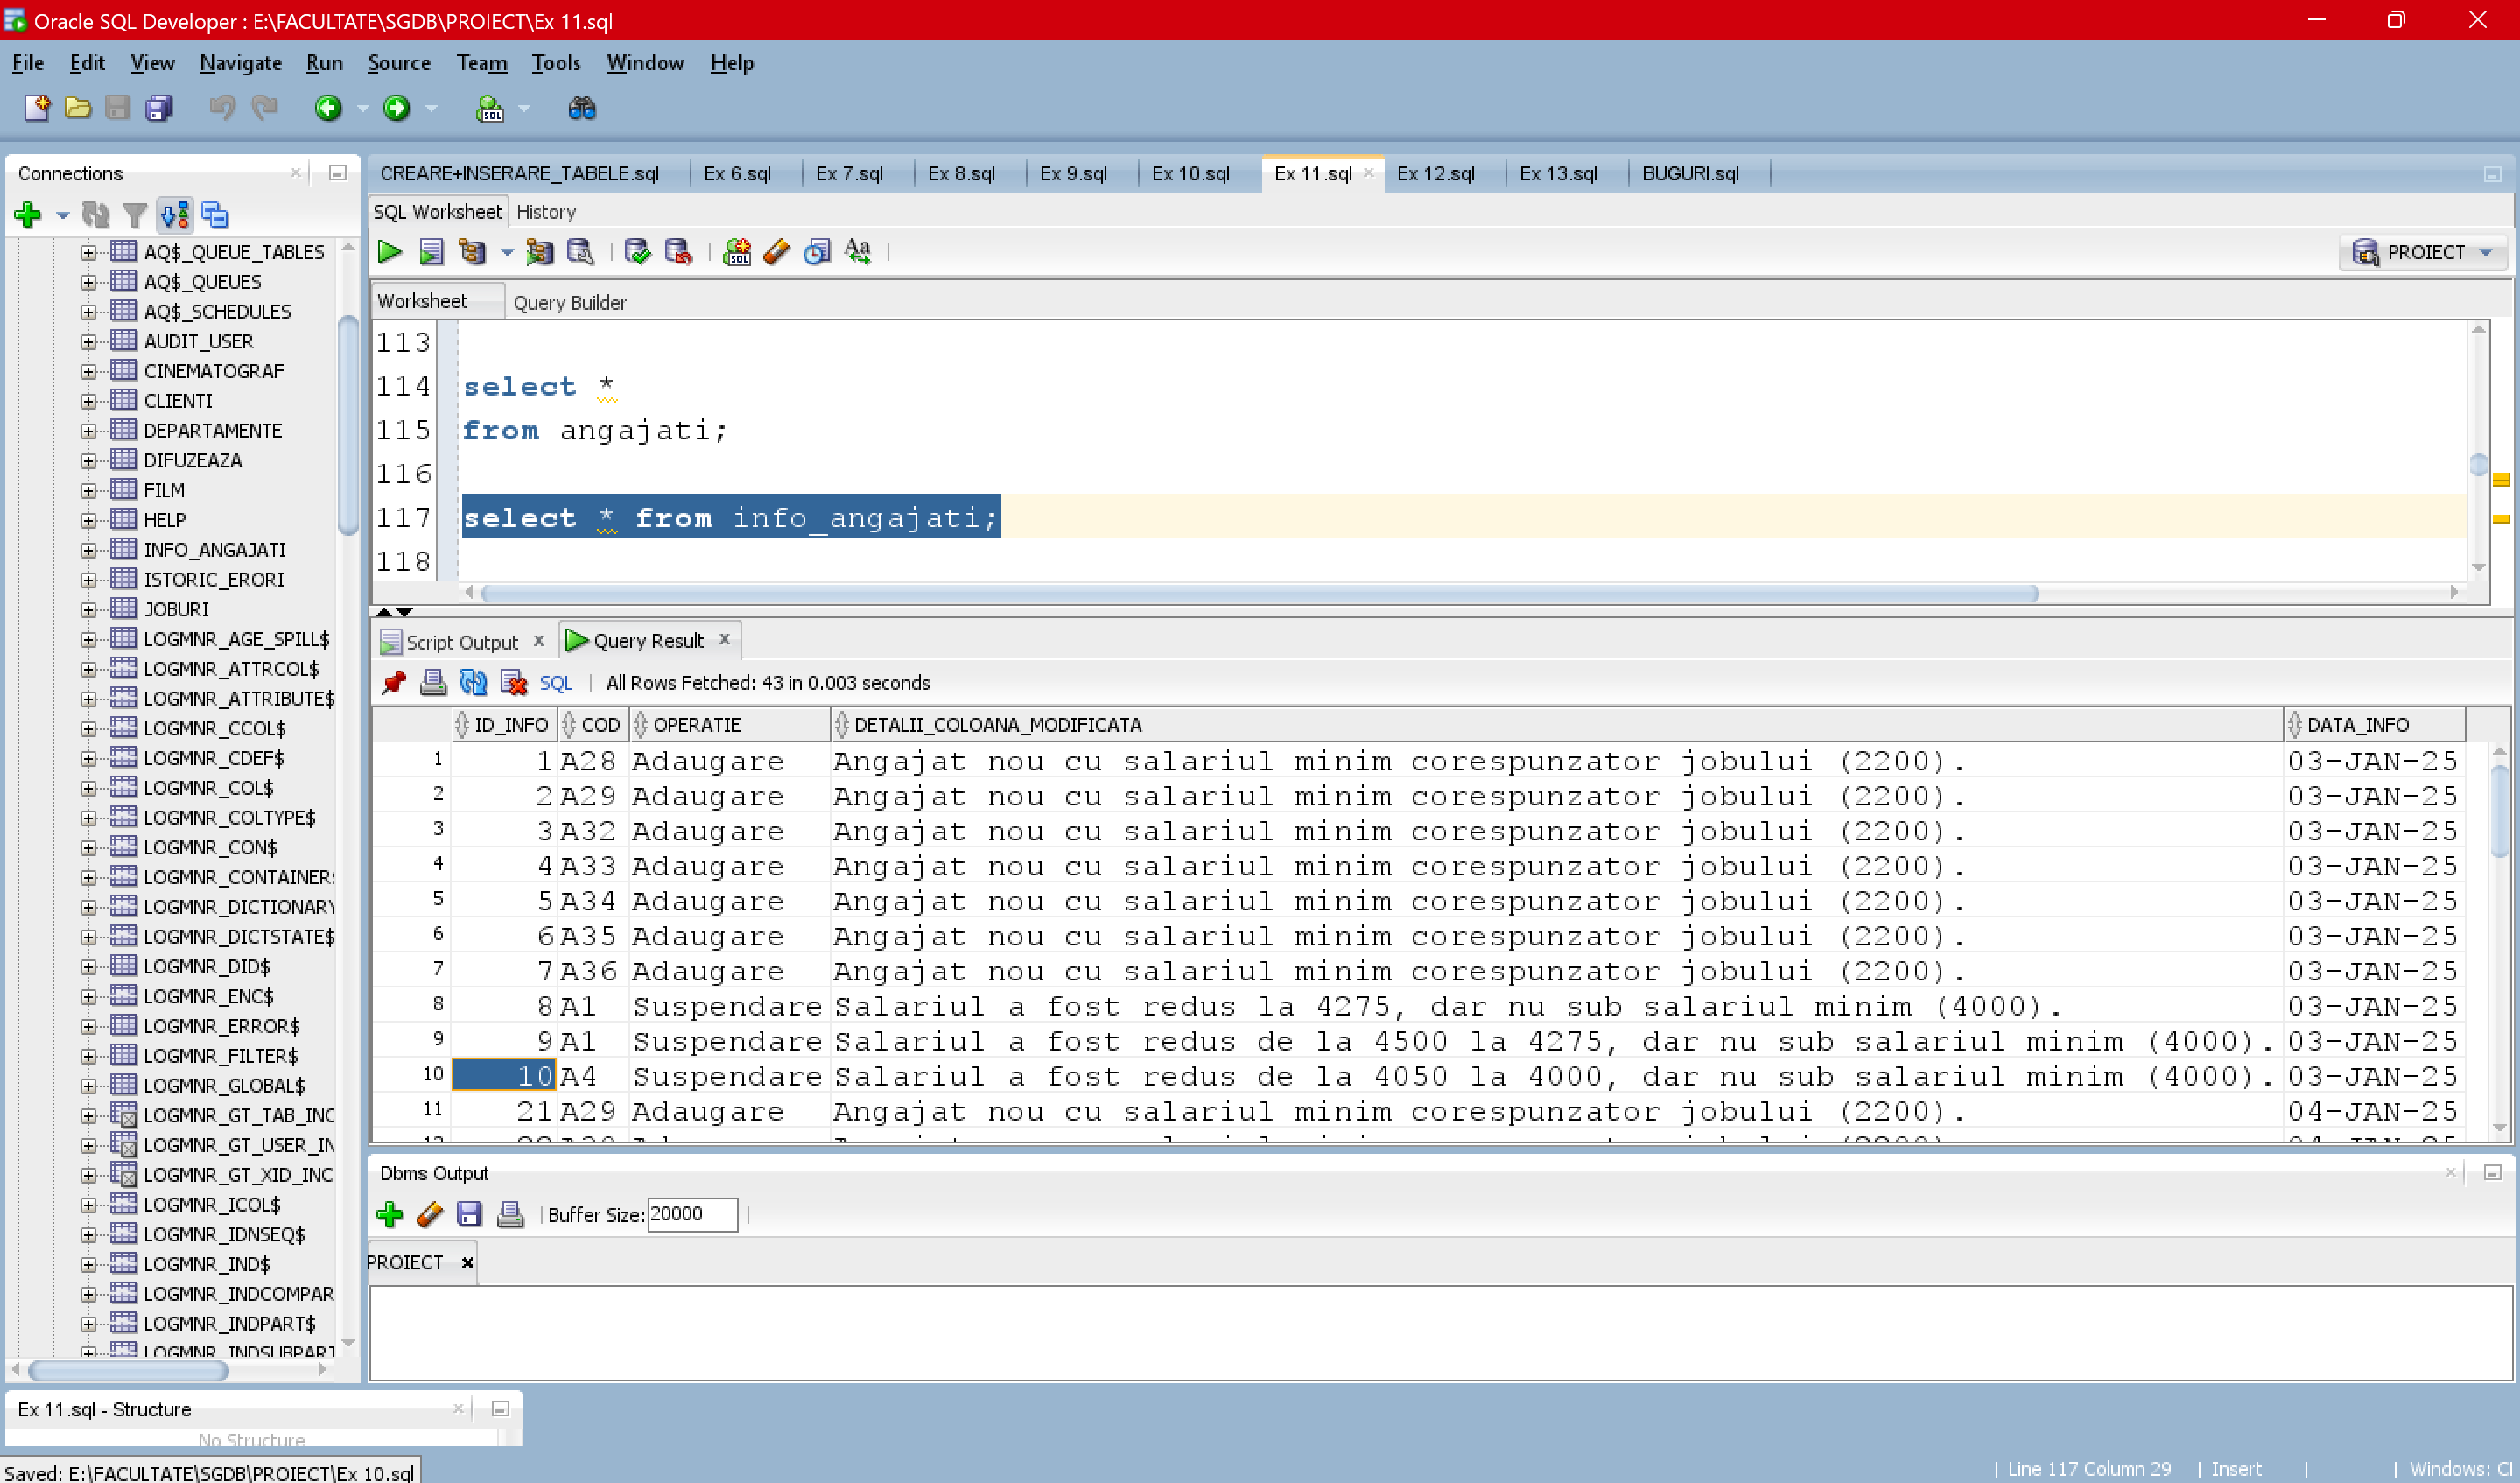 Oracle SQL Developer : E:\FACULTATE\SGDB\PROIECT\Ex 11.sql
File Edit View Navigate Run Source Team Tools Window Help
Connections
AQ$_QUEUE_TABLES
AQ$_QUEUES
AQ$_SCHEDULES
AUDIT_USER
CINEMATOGRAF
CLIENTI
DEPARTAMENTE
DIFUZEAZA
FILM
HELP
INFO_ANGAJATI
ISTORIC_ERORI
JOBURI
LOGMNR_AGE_SPILL$
LOGMNR_ATTRCOL$
LOGMNR_ATTRIBUTE$
LOGMNR_CCOL$
LOGMNR_CDEF$
LOGMNR_COL$
LOGMNR_COLTYPE$
LOGMNR_CON$
LOGMNR_CONTAINER
LOGMNR_DICTIONARY
LOGMNR_DICTSTATE$
LOGMNR_DID$
LOGMNR_ENC$
LOGMNR_ERROR$
LOGMNR_FILTER$
LOGMNR_GLOBAL$
LOGMNR_GT_TAB_INC
LOGMNR_GT_USER_IN
LOGMNR_GT_XID_INC
LOGMNR_ICOL$
LOGMNR_IDNSEQ$
LOGMNR_IND$
LOGMNR_INDCOMPAR
LOGMNR_INDPART$
LOGMNR_INDSUBPART
Ex 11.sql - Structure
No Structure
Saved: E:\FACULTATE\SGDB\PROIECT\Ex 10.sql
CREARE+INSERARE_TABELE.sql Ex 6.sql Ex 7.sql Ex 8.sql Ex 9.sql Ex 10.sql Ex 11.sql Ex 12.sql Ex 13.sql BUGURI.sql
SQL Worksheet History
PROIECT
Worksheet Query Builder
113
114 select *
115 from angajati;
116
117 select * from info_angajati;
118
Script Output Query Result
SQL | All Rows Fetched: 43 in 0.003 seconds
ID_INFO COD OPERATIE DETALII_COLOANA_MODIFICATA DATA_INFO
1 1 A28 Adaugare Angajat nou cu salariul minim corespunzator jobului (2200). 03-JAN-25
2 2 A29 Adaugare Angajat nou cu salariul minim corespunzator jobului (2200). 03-JAN-25
3 3 A32 Adaugare Angajat nou cu salariul minim corespunzator jobului (2200). 03-JAN-25
4 4 A33 Adaugare Angajat nou cu salariul minim corespunzator jobului (2200). 03-JAN-25
5 5 A34 Adaugare Angajat nou cu salariul minim corespunzator jobului (2200). 03-JAN-25
6 6 A35 Adaugare Angajat nou cu salariul minim corespunzator jobului (2200). 03-JAN-25
7 7 A36 Adaugare Angajat nou cu salariul minim corespunzator jobului (2200). 03-JAN-25
8 8 A1 Suspendare Salariul a fost redus la 4275, dar nu sub salariul minim (4000). 03-JAN-25
9 9 A1 Suspendare Salariul a fost redus de la 4500 la 4275, dar nu sub salariul minim (4000). 03-JAN-25
10 10 A4 Suspendare Salariul a fost redus de la 4050 la 4000, dar nu sub salariul minim (4000). 03-JAN-25
11 21 A29 Adaugare Angajat nou cu salariul minim corespunzator jobului (2200). 04-JAN-25
Dbms Output
Buffer Size: 20000
PROIECT
Line 117 Column 29 | Insert | | Windows: Cl